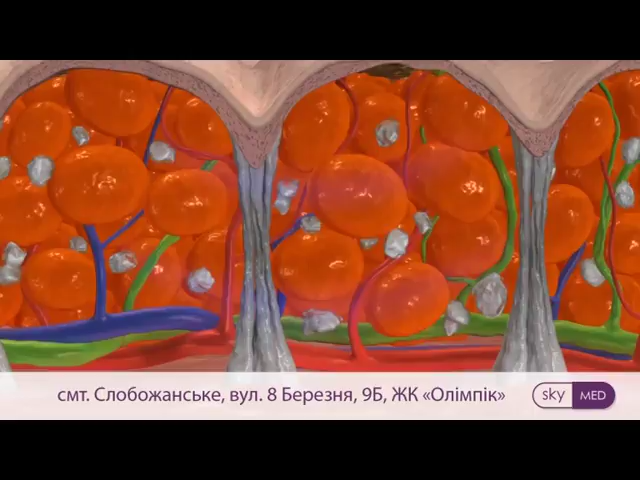 смт. Слобожанське, вул. 8 Березня, 9Б, ЖК «Олімпік»
sky MED